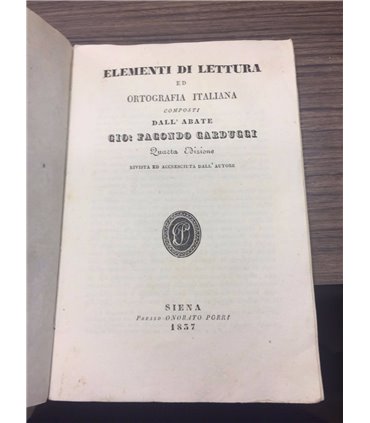 ELEMENTI DI LETTURA
ED
ORTOGRAFIA ITALIANA
COMPOSTI
DALL'ABATE
GIO: FACONDO CARDUCCI
Quarta Edizione
RIVISTA ED ACCRESCIUTA DALL'AUTORE
SIENA
Presso ONORATO PORRI
1837